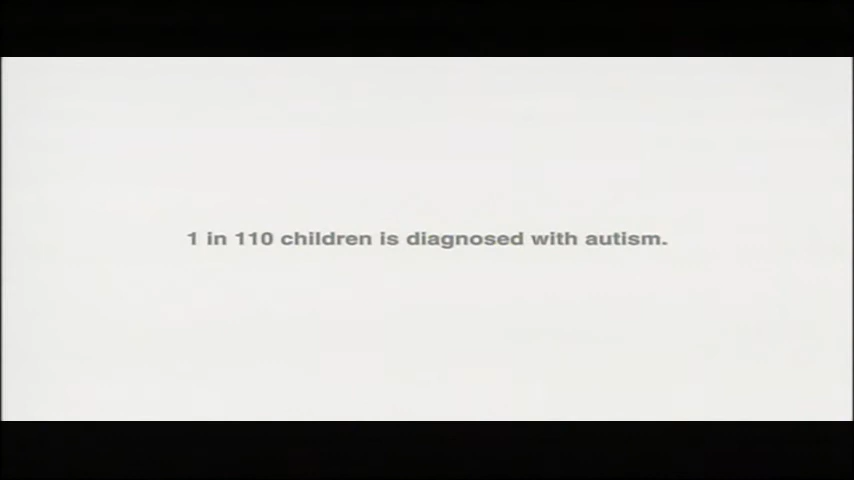 1 in 110 children is diagnosed with autism.